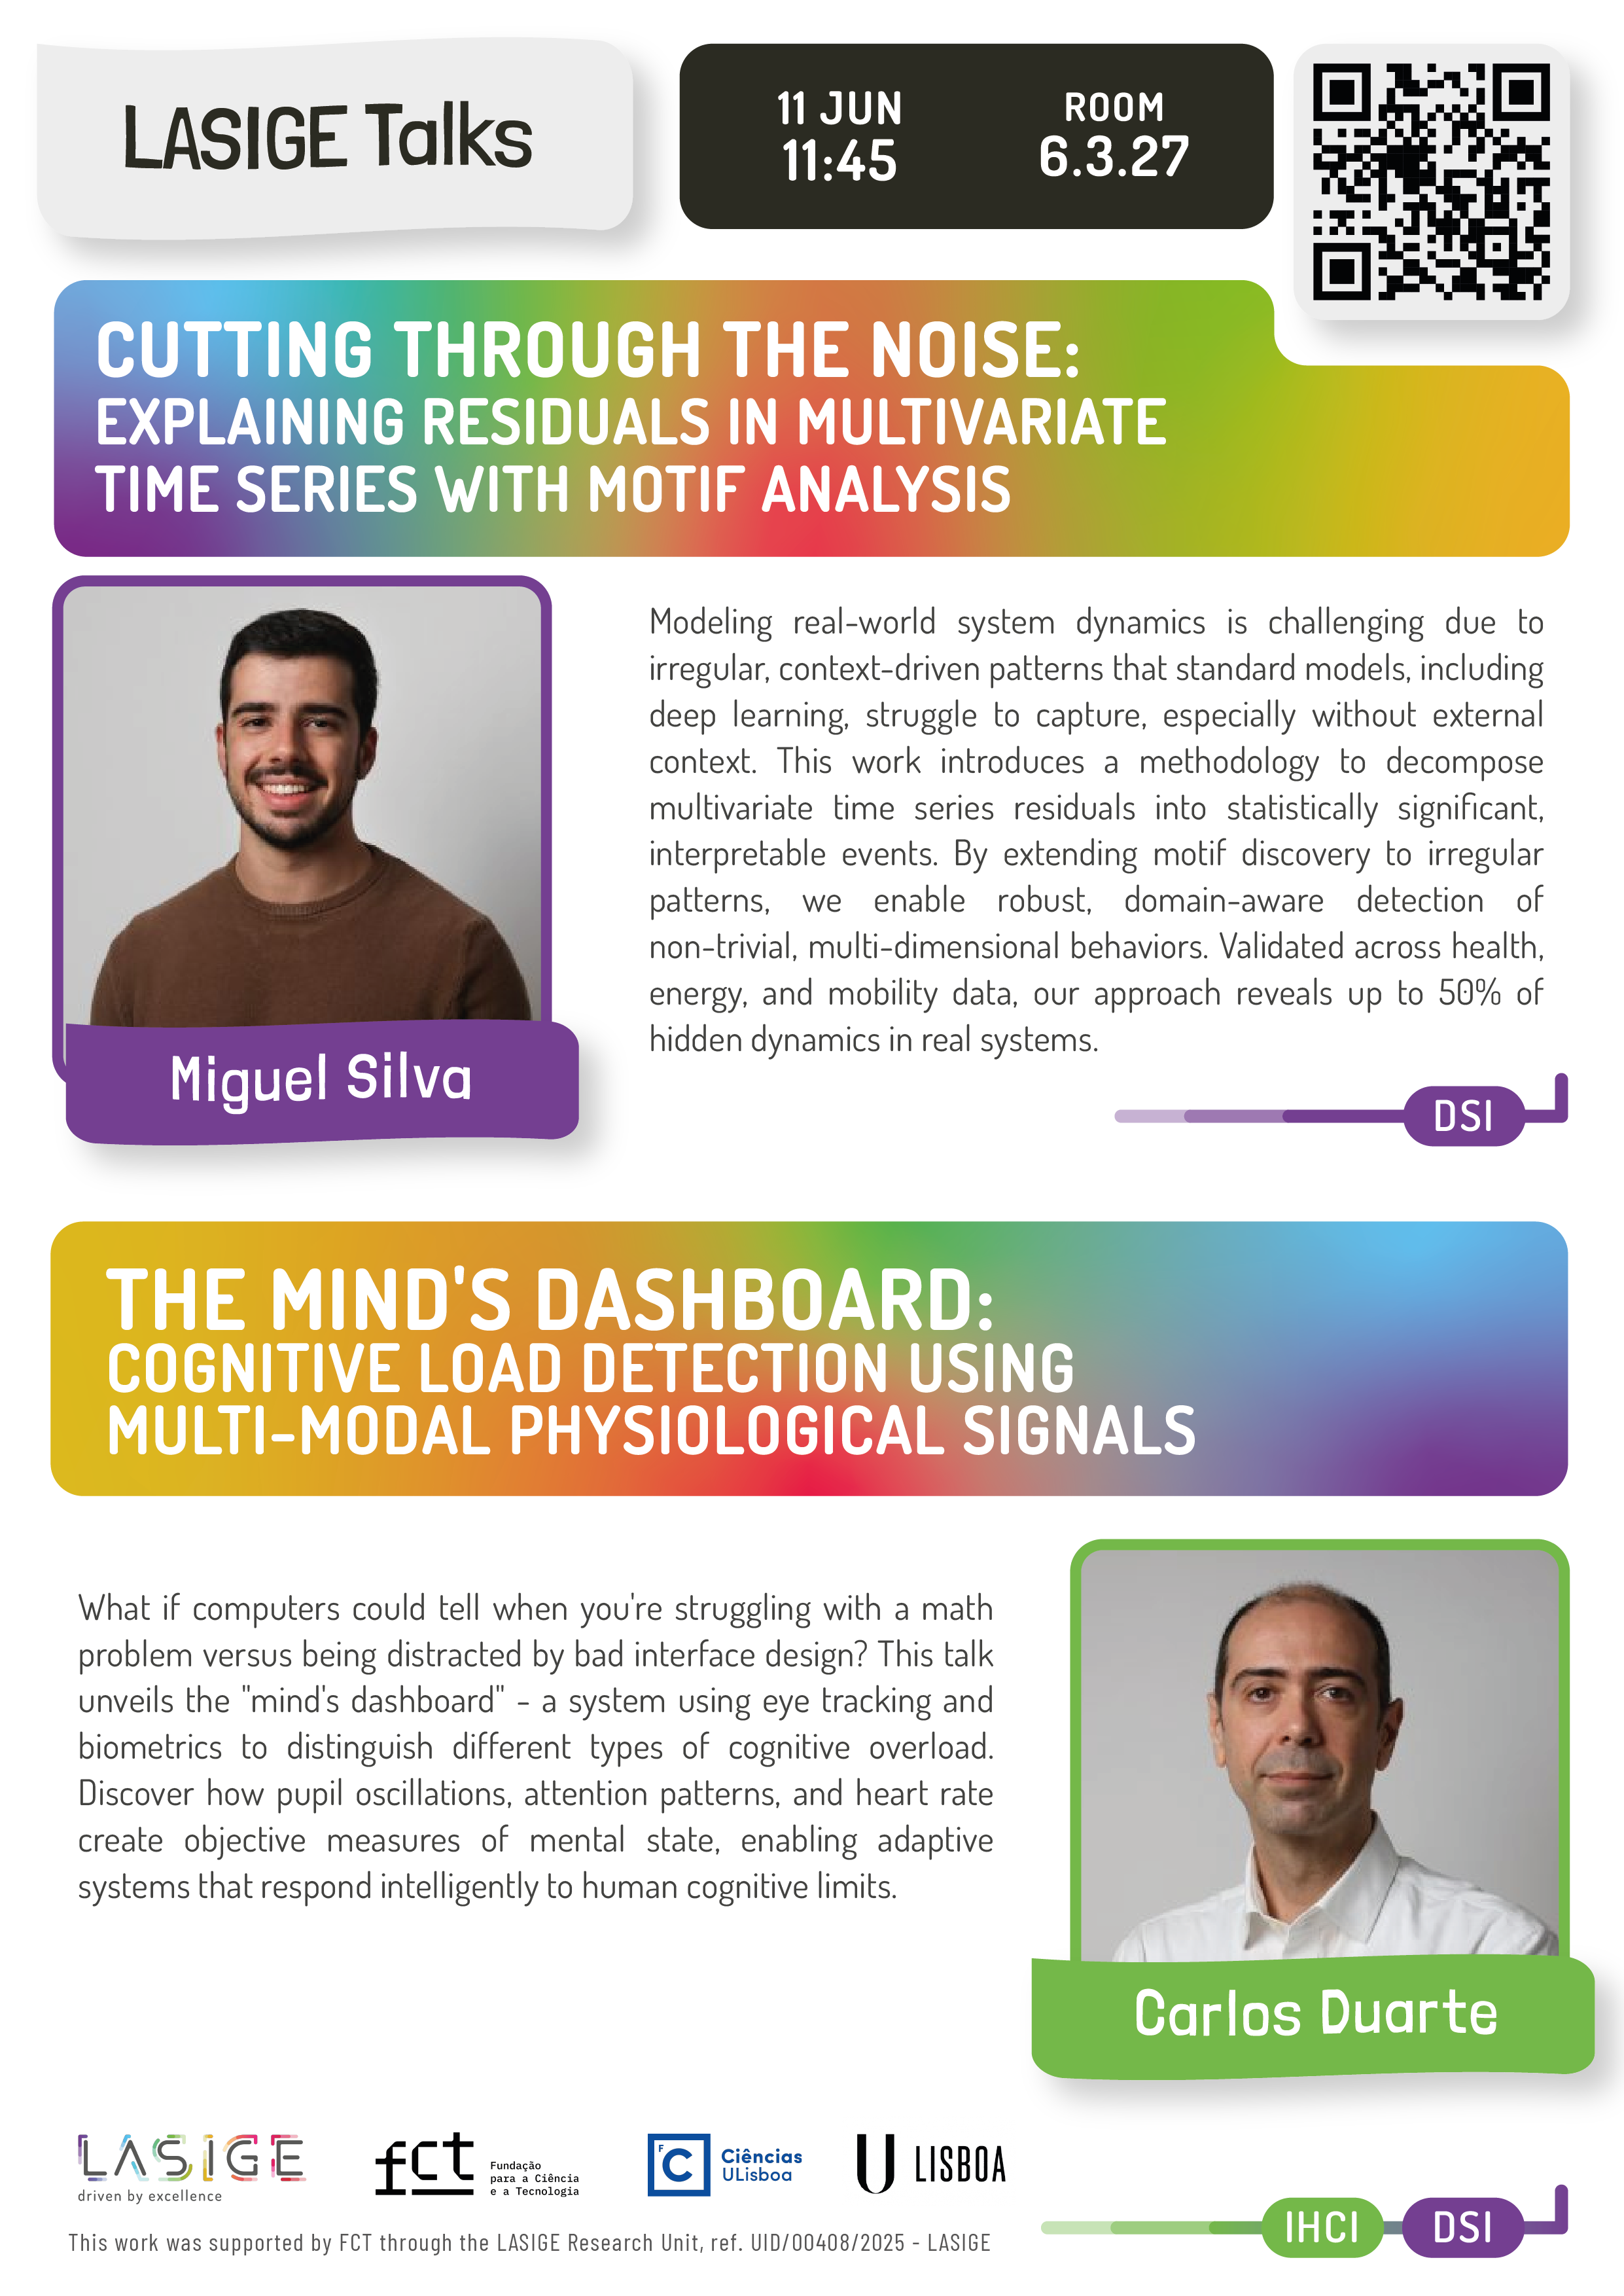 LASIGE Talks
11 JUN
11:45
ROOM
6.3.27
CUTTING THROUGH THE NOISE:
EXPLAINING RESIDUALS IN MULTIVARIATE
TIME SERIES WITH MOTIF ANALYSIS
Modeling real-world system dynamics is challenging due to
irregular, context-driven patterns that standard models, including
deep learning, struggle to capture, especially without external
context. This work introduces a methodology to decompose
multivariate time series residuals into statistically significant,
interpretable events. By extending motif discovery to irregular
patterns, we enable robust, domain-aware detection of
non-trivial, multi-dimensional behaviors. Validated across health,
energy, and mobility data, our approach reveals up to 50% of
hidden dynamics in real systems.
Miguel Silva
DSI
THE MIND'S DASHBOARD:
COGNITIVE LOAD DETECTION USING
MULTI-MODAL PHYSIOLOGICAL SIGNALS
What if computers could tell when you're struggling with a math
problem versus being distracted by bad interface design? This talk
unveils the "mind's dashboard" - a system using eye tracking and
biometrics to distinguish different types of cognitive overload.
Discover how pupil oscillations, attention patterns, and heart rate
create objective measures of mental state, enabling adaptive
systems that respond intelligently to human cognitive limits.
Carlos Duarte
LASIGE
driven by excellence
fct
Fundação
para a Ciência
e a Tecnologia
F
C
Ciências
ULisboa
U LISBOA
IHCI
DSI
This work was supported by FCT through the LASIGE Research Unit, ref. UID/00408/2025 - LASIGE